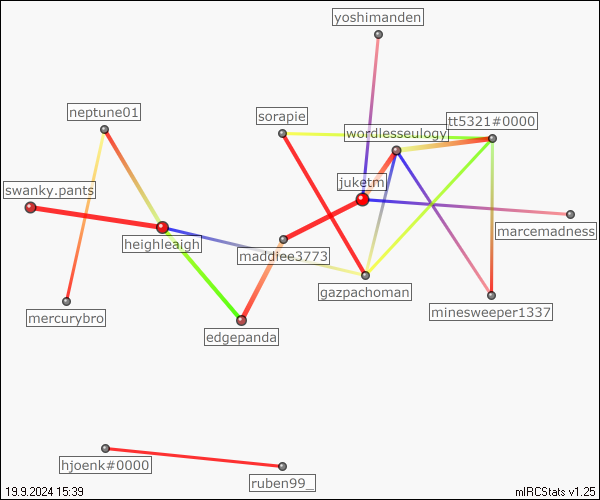 yoshimanden
neptune01
sorapie
tt5321#0000
wordlesseulogy
juketm
swanky.pants
marcemadness
heighleaigh
maddiee3773
gazpachoman
mercurybro
minesweeper1337
edgepanda
hjoenk#0000
ruben99_
19.9.2024 15:39
mIRCStats v1.25